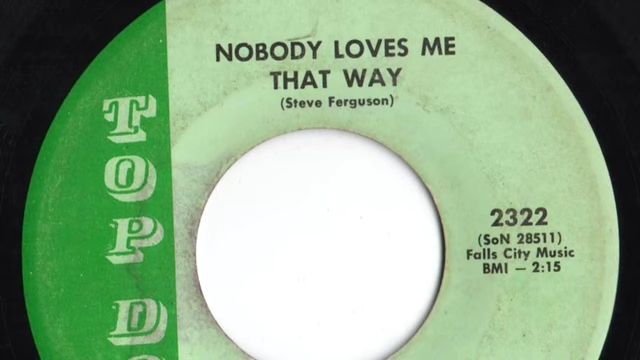 NOBODY LOVES ME
THAT WAY
(Steve Ferguson)
TOP
2322
(SoN 28511)
Falls City Music
BMI — 2:15